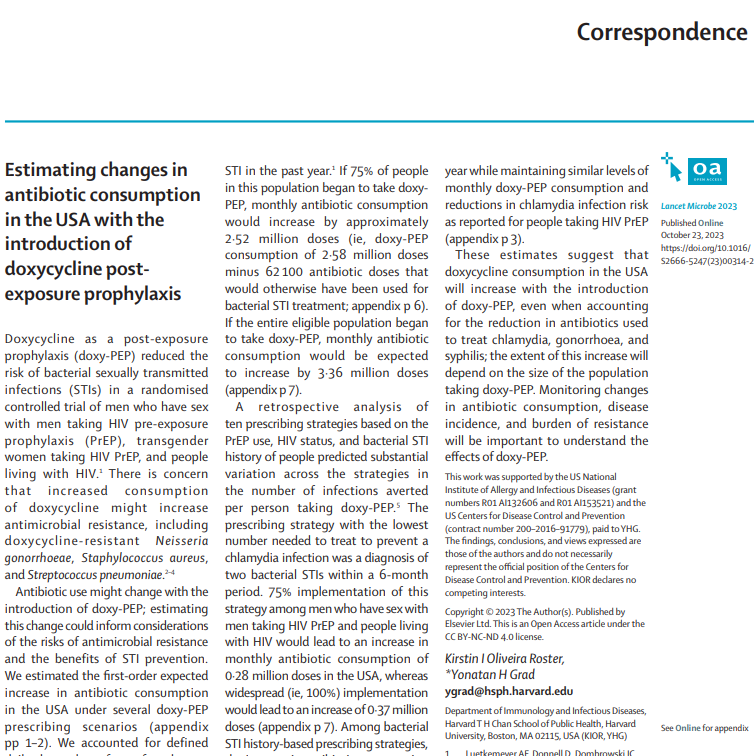 Correspondence
Estimating changes in
antibiotic consumption
in the USA with the
introduction of
doxycycline post-
exposure prophylaxis
Doxycycline as a post-exposure
prophylaxis (doxy-PEP) reduced the
risk of bacterial sexually transmitted
infections (STIs) in a randomised
controlled trial of men who have sex
with men taking HIV pre-exposure
prophylaxis (PrEP), transgender
women taking HIV PrEP, and people
living with HIV.¹ There is concern
that increased consumption
of doxycycline might increase
antimicrobial resistance, including
doxycycline-resistant Neisseria
gonorrhoeae, Staphylococcus aureus,
and Streptococcus pneumoniae.²⁻⁴
Antibiotic use might change with the
introduction of doxy-PEP; estimating
this change could inform considerations
of the risks of antimicrobial resistance
and the benefits of STI prevention.
We estimated the first-order expected
increase in antibiotic consumption
in the USA under several doxy-PEP
prescribing scenarios (appendix
pp 1–2). We accounted for defined
STI in the past year.¹ If 75% of people
in this population began to take doxy-
PEP, monthly antibiotic consumption
would increase by approximately
2·52 million doses (ie, doxy-PEP
consumption of 2·58 million doses
minus 62 100 antibiotic doses that
would otherwise have been used for
bacterial STI treatment; appendix p 6).
If the entire eligible population began
to take doxy-PEP, monthly antibiotic
consumption would be expected
to increase by 3·36 million doses
(appendix p 7).
A retrospective analysis of
ten prescribing strategies based on the
PrEP use, HIV status, and bacterial STI
history of people predicted substantial
variation across the strategies in
the number of infections averted
per person taking doxy-PEP.⁵ The
prescribing strategy with the lowest
number needed to treat to prevent a
chlamydia infection was a diagnosis of
two bacterial STIs within a 6-month
period. 75% implementation of this
strategy among men who have sex with
men taking HIV PrEP and people living
with HIV would lead to an increase in
monthly antibiotic consumption of
0·28 million doses in the USA, whereas
widespread (ie, 100%) implementation
would lead to an increase of 0·37 million
doses (appendix p 7). Among bacterial
STI history-based prescribing strategies,
year while maintaining similar levels of
monthly doxy-PEP consumption and
reductions in chlamydia infection risk
as reported for people taking HIV PrEP
(appendix p 3).
These estimates suggest that
doxycycline consumption in the USA
will increase with the introduction
of doxy-PEP, even when accounting
for the reduction in antibiotics used
to treat chlamydia, gonorrhoea, and
syphilis; the extent of this increase will
depend on the size of the population
taking doxy-PEP. Monitoring changes
in antibiotic consumption, disease
incidence, and burden of resistance
will be important to understand the
effects of doxy-PEP.
This work was supported by the US National
Institute of Allergy and Infectious Diseases (grant
numbers R01 AI132606 and R01 AI153521) and the
US Centers for Disease Control and Prevention
(contract number 200–2016–91779), paid to YHG.
The findings, conclusions, and views expressed are
those of the authors and do not necessarily
represent the official position of the Centers for
Disease Control and Prevention. KIOR declares no
competing interests.
Copyright © 2023 The Author(s). Published by
Elsevier Ltd. This is an Open Access article under the
CC BY-NC-ND 4.0 license.
Kirstin I Oliveira Roster,
*Yonatan H Grad
ygrad@hsph.harvard.edu
Department of Immunology and Infectious Diseases,
Harvard T H Chan School of Public Health, Harvard
University, Boston, MA 02115, USA (KIOR, YHG)
1 Luetkemeyer AF, Donnell D, Dombrowski JC,
oa
OPEN ACCESS
Lancet Microbe 2023
Published Online
October 23, 2023
https://doi.org/10.1016/
S2666-5247(23)00314-2
See Online for appendix